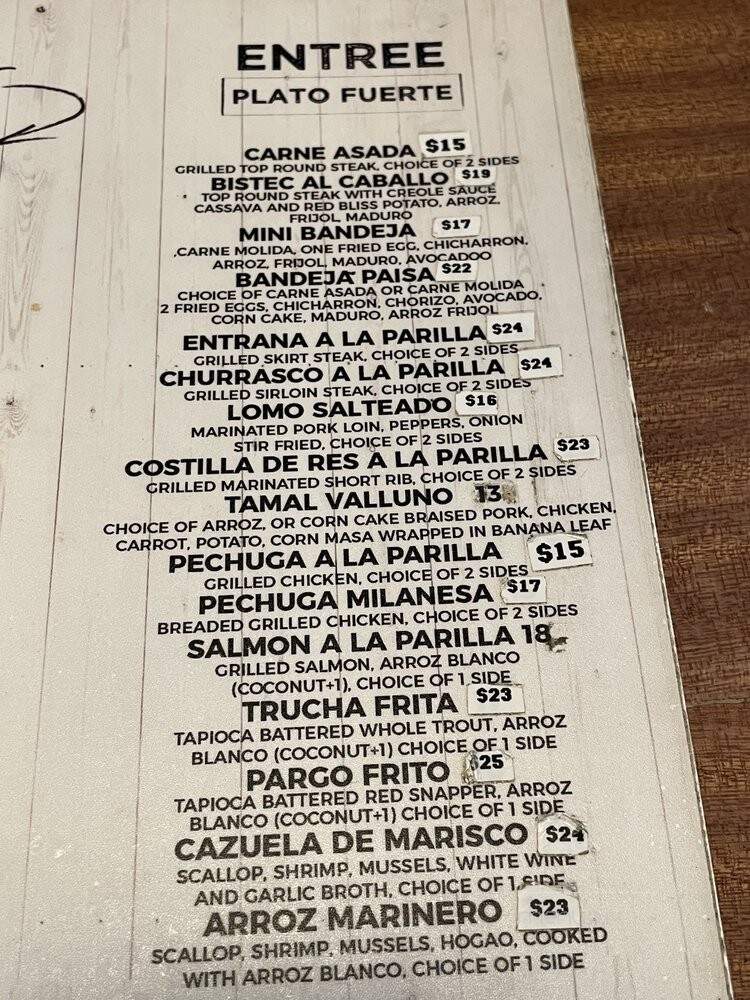 ENTREE
PLATO FUERTE
CARNE ASADA $15
GRILLED TOP ROUND STEAK, CHOICE OF 2 SIDES
BISTEC AL CABALLO $19
TOP ROUND STEAK WITH CREOLE SAUCE
CASSAVA AND RED BLISS POTATO, ARROZ,
FRIJOL, MADURO
MINI BANDEJA $17
CARNE MOLIDA, ONE FRIED EGG, CHICHARRON,
ARROZ, FRIJOL, MADURO, AVOCADOO
BANDEJA PAISA $22
CHOICE OF CARNE ASADA OR CARNE MOLIDA
2 FRIED EGGS, CHICHARRON, CHORIZO, AVOCADO,
CORN CAKE, MADURO, ARROZ FRIJOL
ENTRANA A LA PARILLA $24
GRILLED SKIRT STEAK, CHOICE OF 2 SIDES
CHURRASCO A LA PARILLA $24
GRILLED SIRLOIN STEAK, CHOICE OF 2 SIDES
LOMO SALTEADO $16
MARINATED PORK LOIN, PEPPERS, ONION
STIR FRIED, CHOICE OF 2 SIDES
COSTILLA DE RES A LA PARILLA $23
GRILLED MARINATED SHORT RIB, CHOICE OF 2 SIDES
TAMAL VALLUNO 13
CHOICE OF ARROZ, OR CORN CAKE BRAISED PORK, CHICKEN,
CARROT, POTATO, CORN MASA WRAPPED IN BANANA LEAF
PECHUGA A LA PARILLA $15
GRILLED CHICKEN, CHOICE OF 2 SIDES
PECHUGA MILANESA $17
BREADED GRILLED CHICKEN, CHOICE OF 2 SIDES
SALMON A LA PARILLA 18
GRILLED SALMON, ARROZ BLANCO
(COCONUT+1), CHOICE OF 1 SIDE
TRUCHA FRITA $23
TAPIOCA BATTERED WHOLE TROUT, ARROZ
BLANCO (COCONUT+1) CHOICE OF 1 SIDE
PARGO FRITO $25
TAPIOCA BATTERED RED SNAPPER, ARROZ
BLANCO (COCONUT+1) CHOICE OF 1 SIDE
CAZUELA DE MARISCO $24
SCALLOP, SHRIMP, MUSSELS, WHITE WINE
AND GARLIC BROTH, CHOICE OF 1 SIDE
ARROZ MARINERO $23
SCALLOP, SHRIMP, MUSSELS, HOGAO, COOKED
WITH ARROZ BLANCO, CHOICE OF 1 SIDE